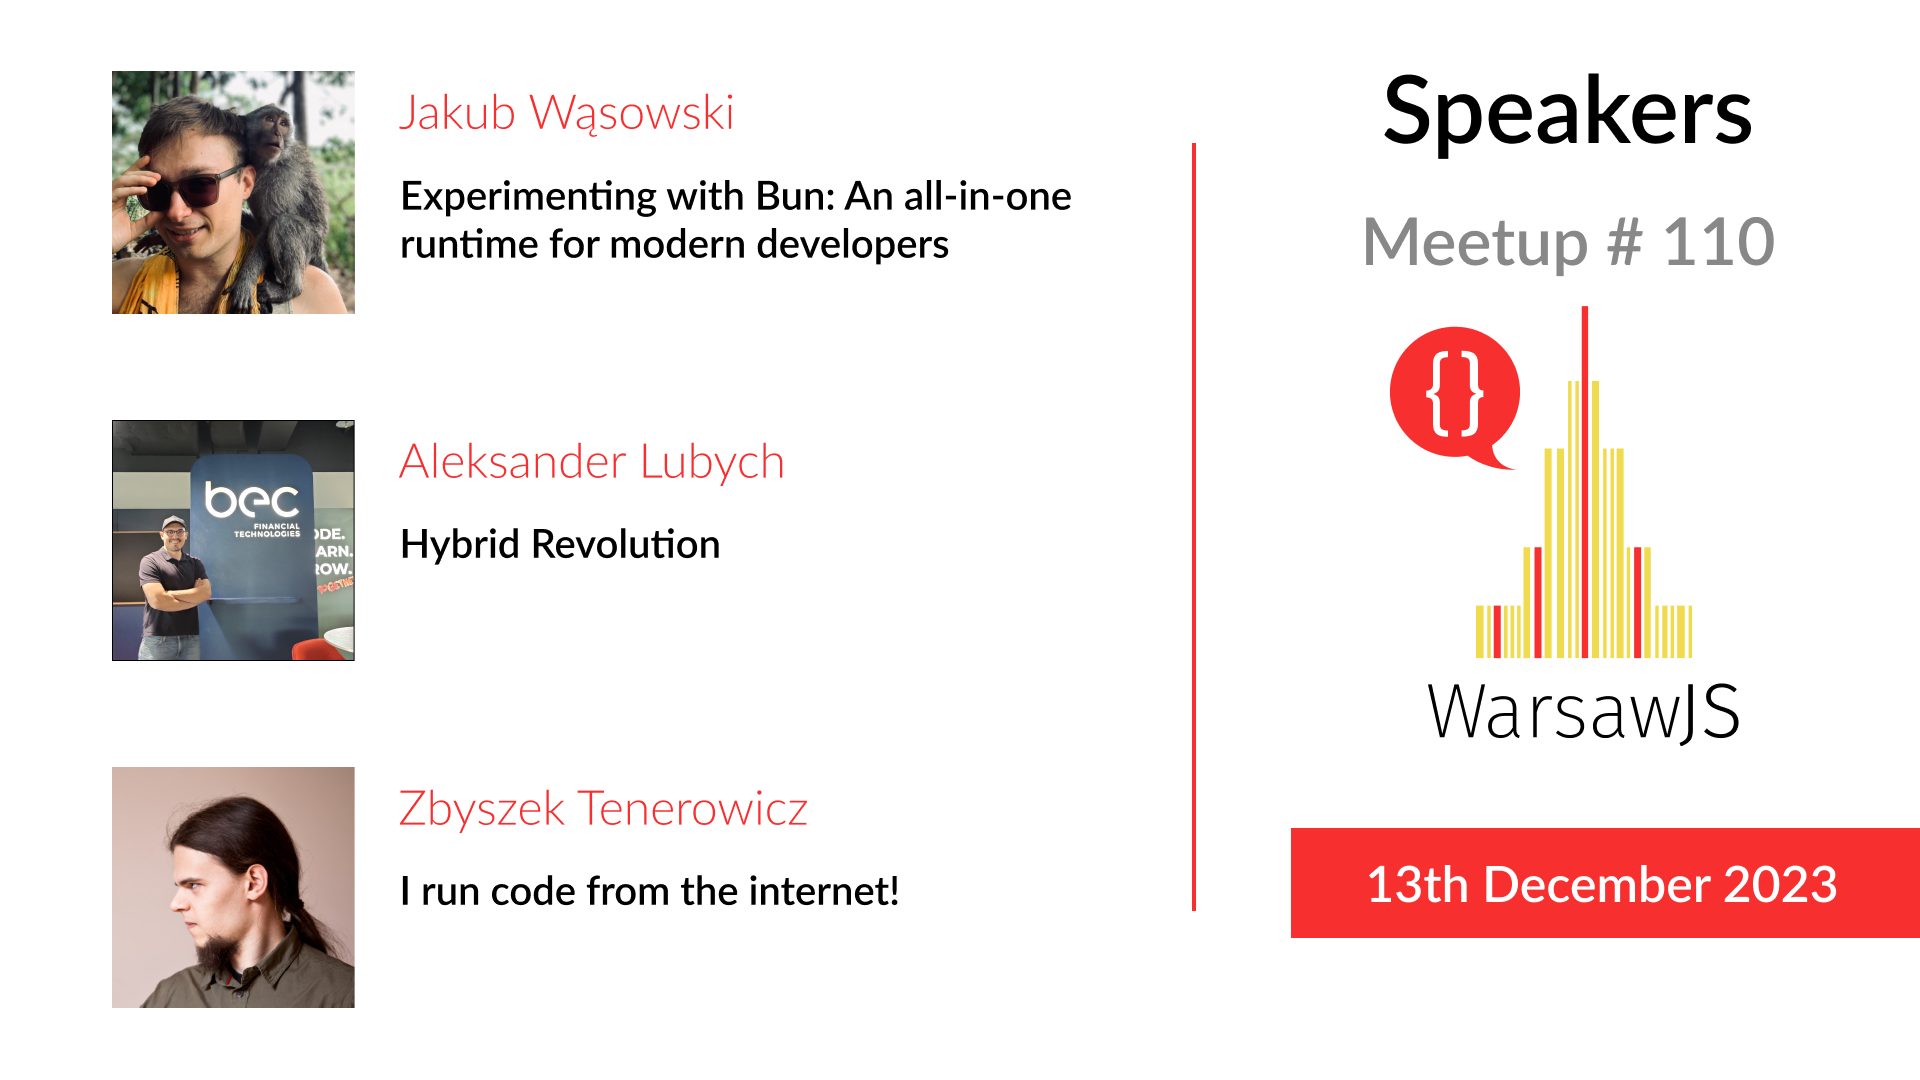 Jakub Wąsowski
Experimenting with Bun: An all-in-one
runtime for modern developers
bec
FINANCIAL
TECHNOLOGIES
ODE.
ARN.
ROW.
TOGETHE
Aleksander Lubych
Hybrid Revolution
Zbyszek Tenerowicz
I run code from the internet!
Speakers
Meetup # 110
{}
WarsawJS
13th December 2023